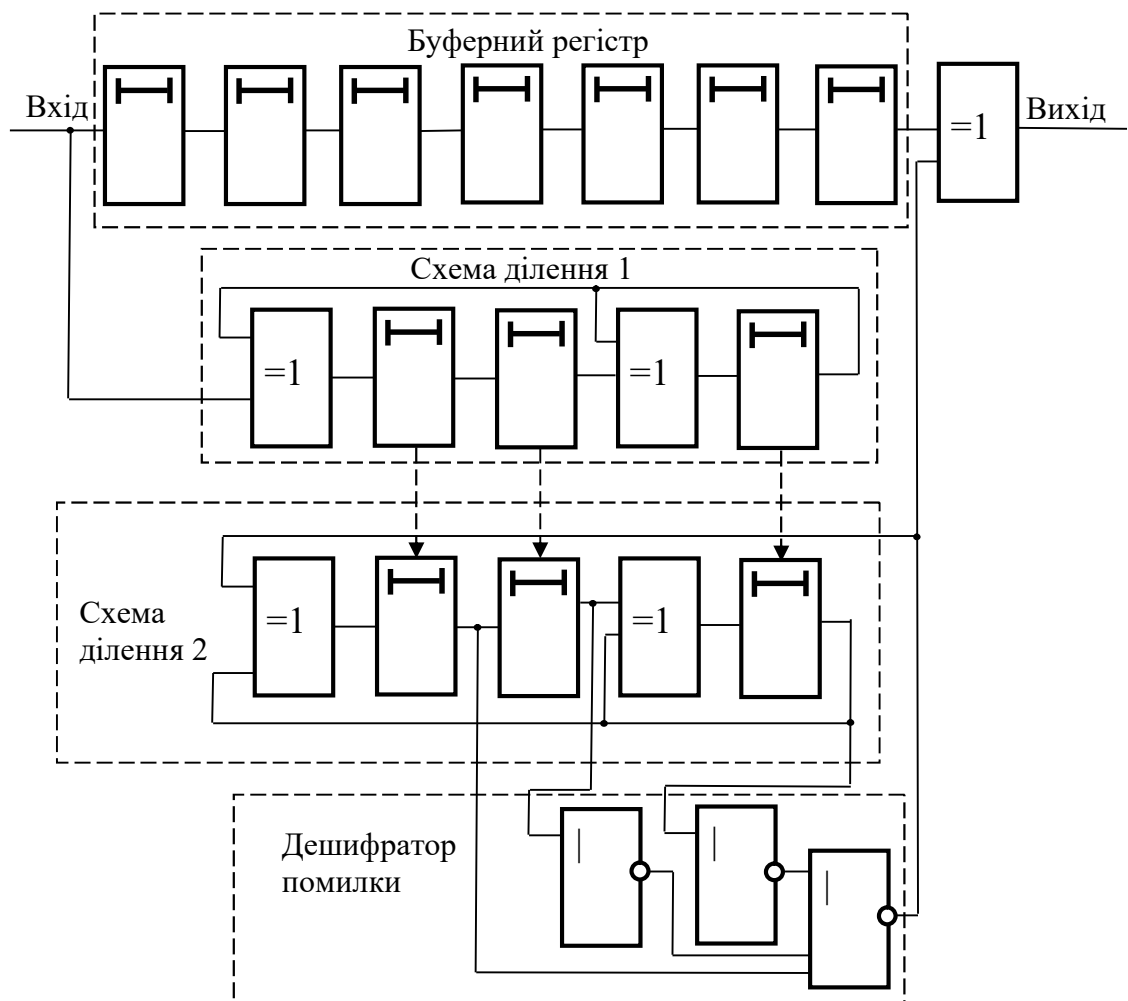 Буферний регістр
Вхід
=1
Вихід
Схема ділення 1
=1
=1
Схема
ділення 2
=1
=1
Дешифратор
помилки
|
|
|